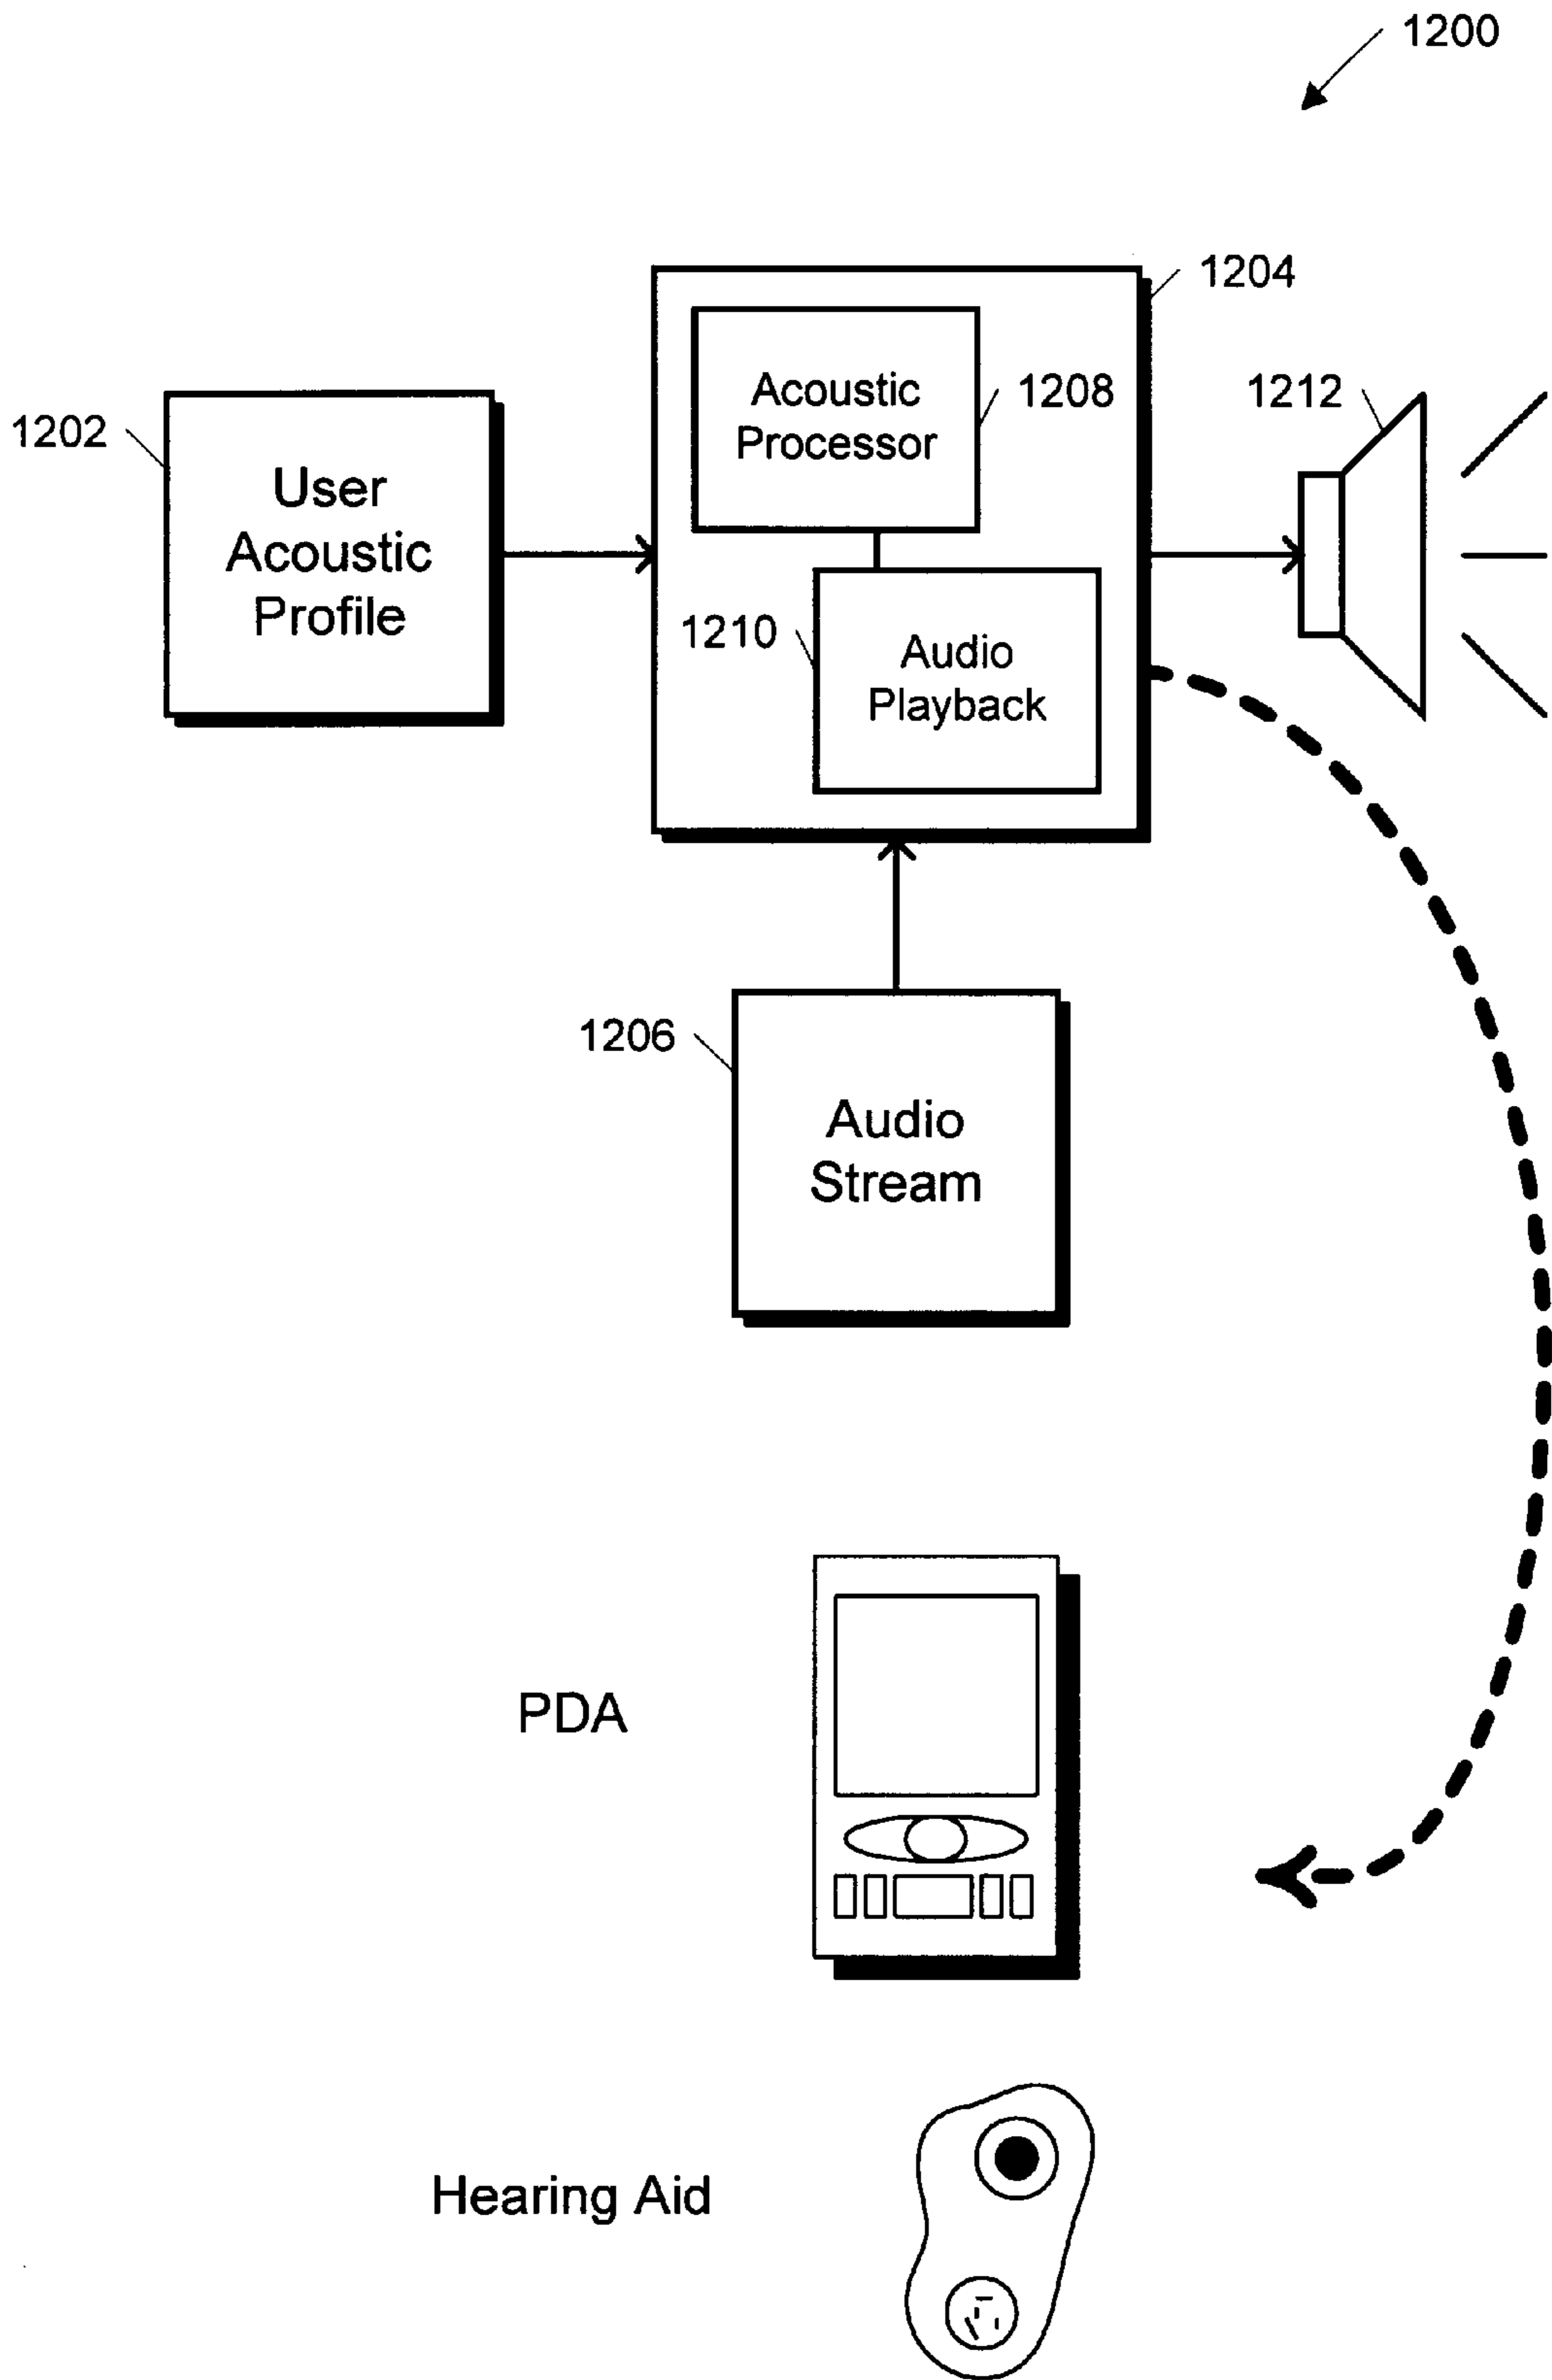 1200
1204
Acoustic
Processor
1208
1212
1202
User
Acoustic
Profile
1210
Audio
Playback
1206
Audio
Stream
PDA
Hearing Aid